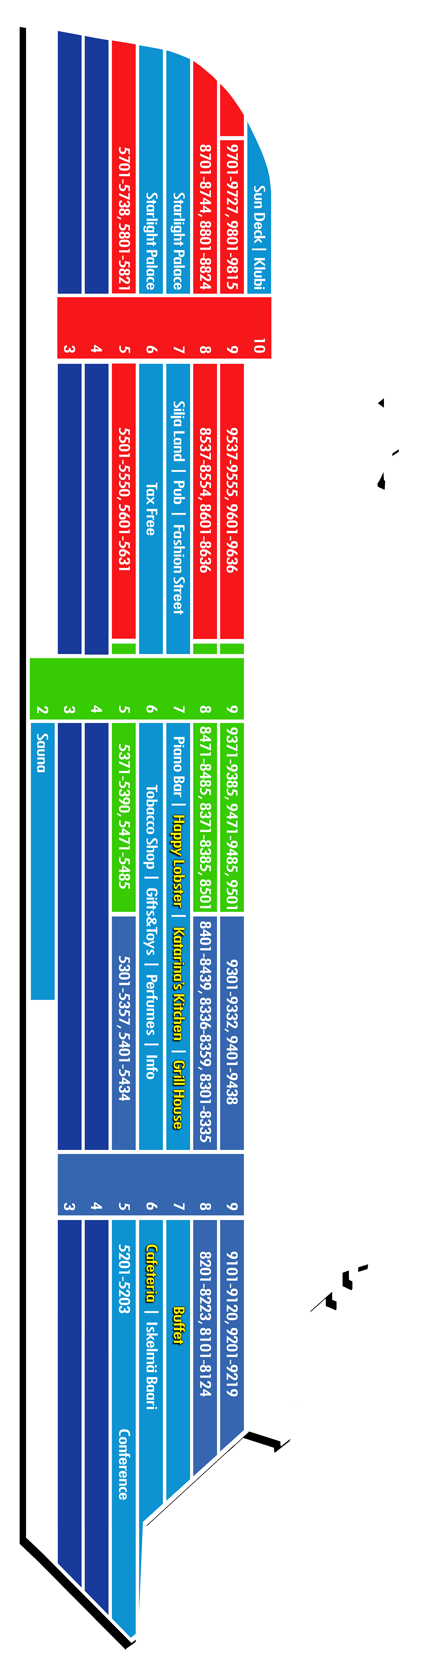 Sun Deck | Klubi
9701-9727, 9801-9815
8701-8744, 8801-8824
Starlight Palace
Starlight Palace
5701-5738, 5801-5821
10
9
8
7
6
5
4
3
9537-9555, 9601-9636
8537-8554, 8601-8636
Silja Land | Pub | Fashion Street
Tax Free
5501-5550, 5601-5631
9
8
7
6
5
4
3
2
9371-9385, 9471-9485, 9501
8471-8485, 8371-8385, 8501
Piano Bar | Happy Lobster | Katarina's Kitchen | Grill House
Tobacco Shop | Gifts&Toys | Perfumes | Info
5371-5390, 5471-5485
Sauna
9301-9332, 9401-9438
8401-8439, 8336-8359, 8301-8335
5301-5357, 5401-5434
9
8
7
6
5
4
3
9101-9120, 9201-9219
8201-8223, 8101-8124
Buffet
Cafeteria | Iskelmä Baari
5201-5203
Conference